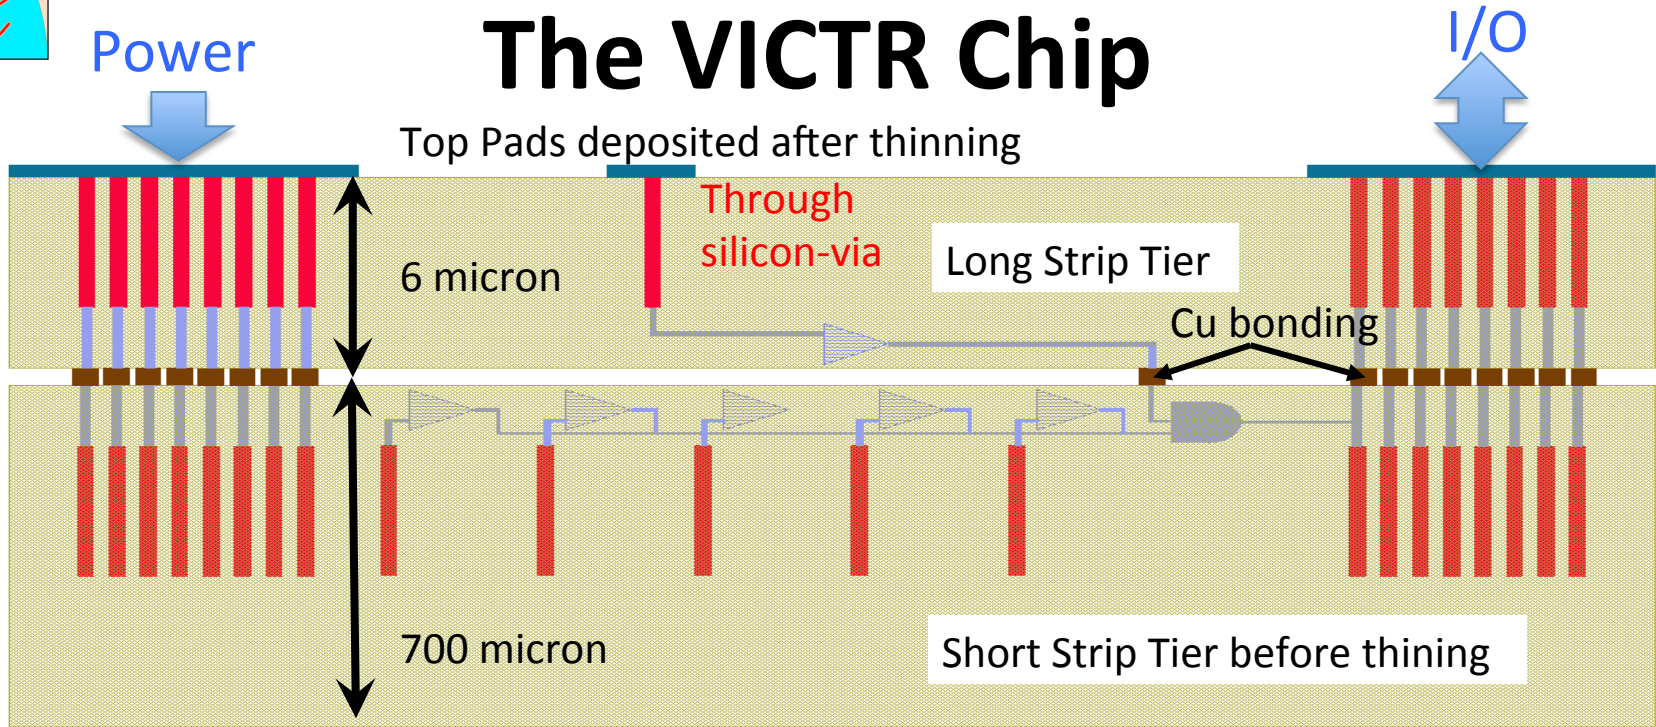 The VICTR Chip
Power
I/O
Top Pads deposited after thinning
Through
silicon-via
Long Strip Tier
6 micron
Cu bonding
700 micron
Short Strip Tier before thining